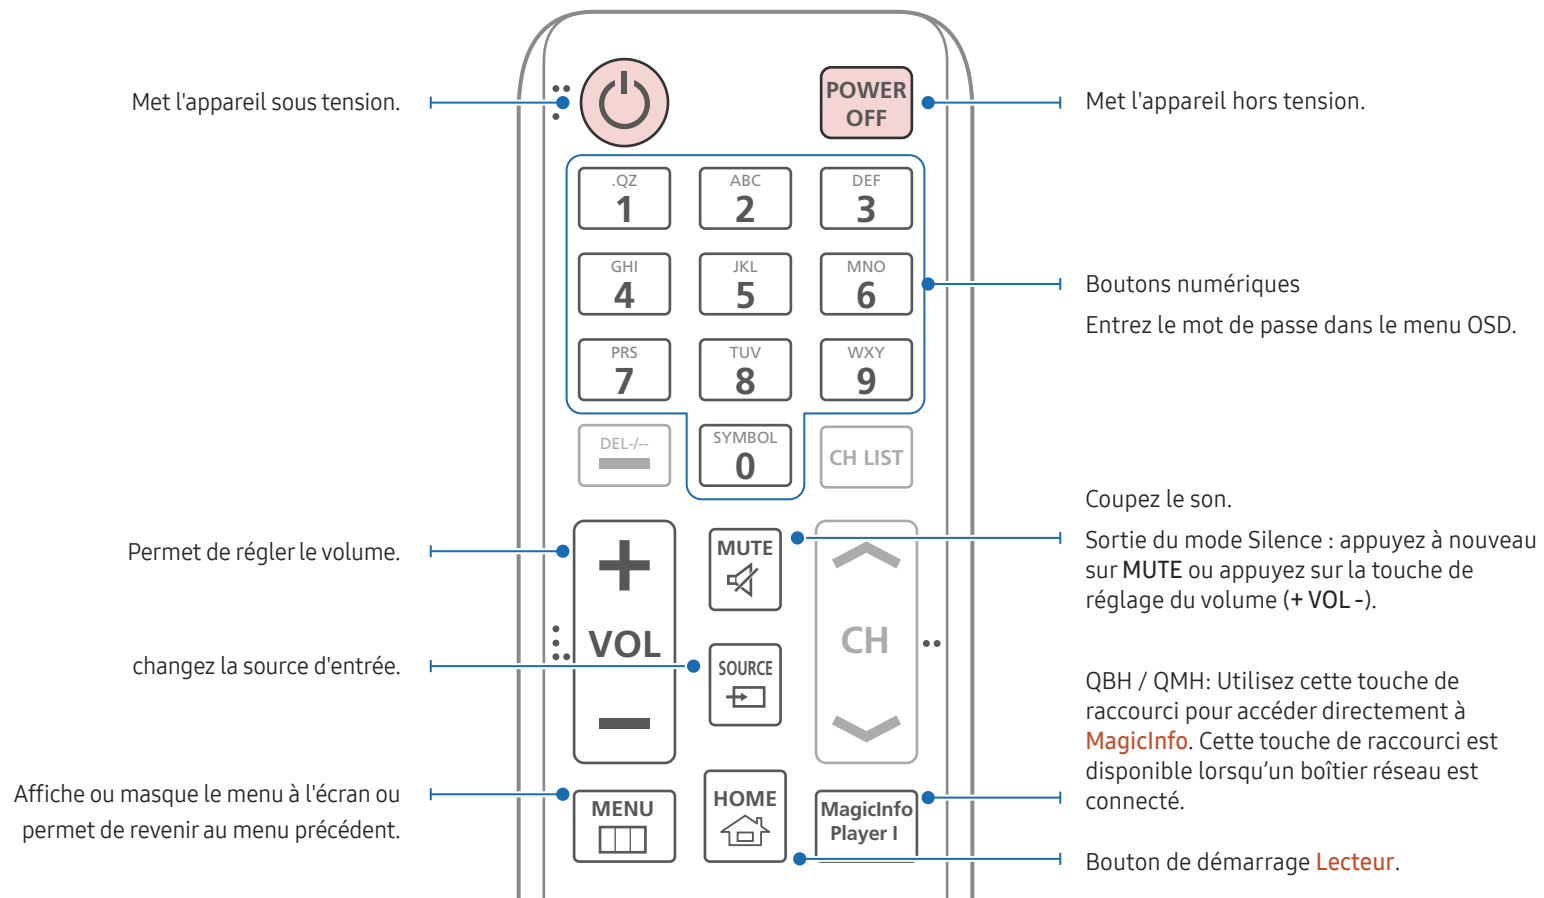 Met l'appareil sous tension.
POWER
OFF
Met l'appareil hors tension.
.QZ
1
ABC
2
DEF
3
GHI
4
JKL
5
MNO
6
Boutons numériques
Entrez le mot de passe dans le menu OSD.
PRS
7
TUV
8
WXY
9
DEL-/--
SYMBOL
0
CH LIST
Permet de régler le volume.
+
VOL
−
MUTE
Coupez le son.
Sortie du mode Silence : appuyez à nouveau
sur MUTE ou appuyez sur la touche de
réglage du volume (+ VOL -).
changez la source d'entrée.
SOURCE
CH
QBH / QMH: Utilisez cette touche de
raccourci pour accéder directement à
MagicInfo. Cette touche de raccourci est
disponible lorsqu’un boîtier réseau est
connecté.
Affiche ou masque le menu à l'écran ou
permet de revenir au menu précédent.
MENU
HOME
MagicInfo
Player I
Bouton de démarrage Lecteur.